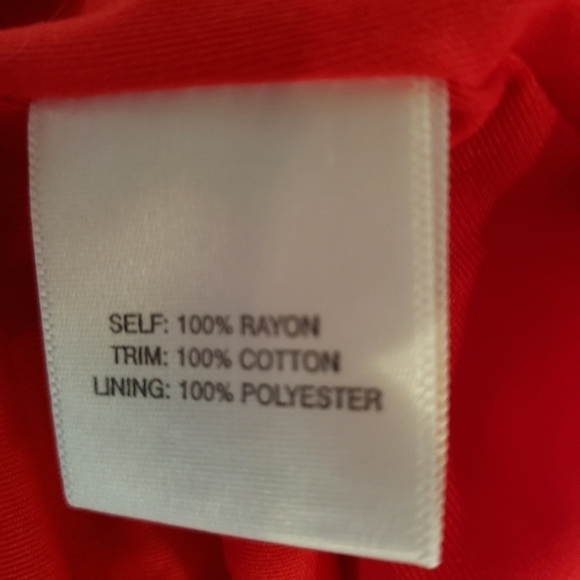 SELF: 100% RAYON
TRIM: 100% COTTON
LINING: 100% POLYESTER